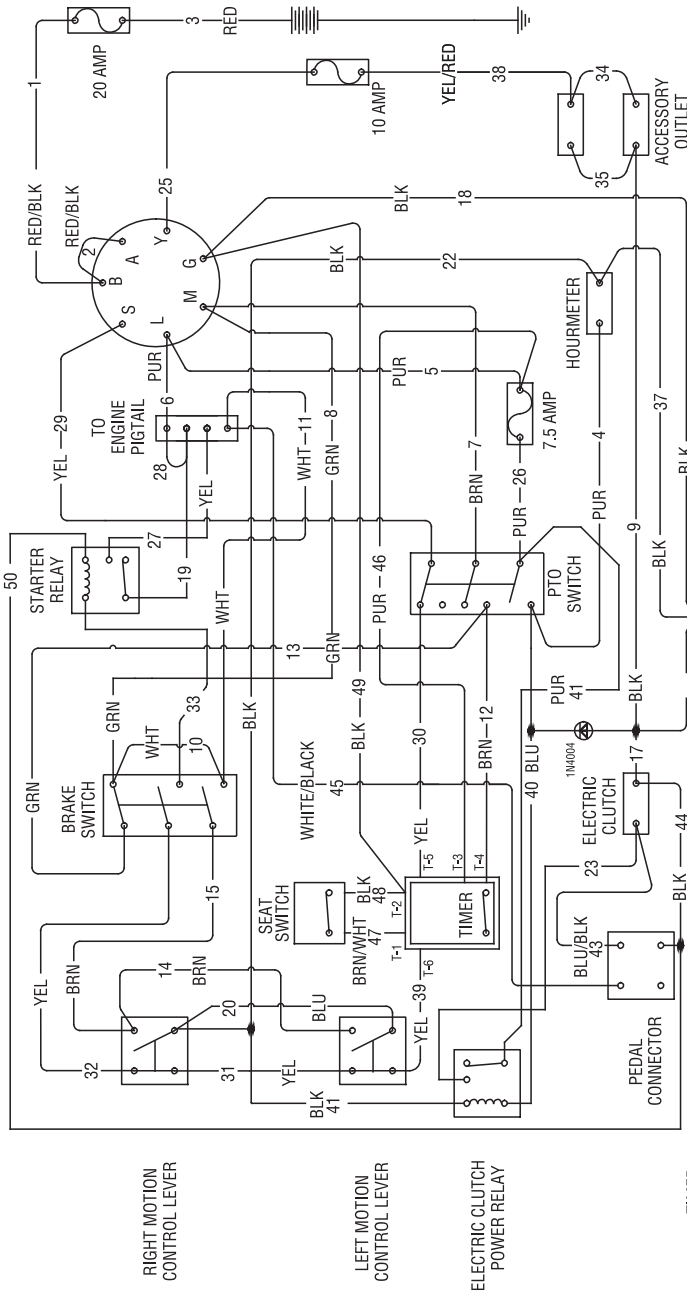 50
STARTER
RELAY
27
19
YEL
29
YEL
TO
ENGINE
PIGTAIL
28
6
PUR
S
B
A
L
Y
M
G
2
RED/BLK
RED/BLK
1
20 AMP
3
RED
25
10 AMP
YEL/RED
38
34
35
ACCESSORY
OUTLET
BLK
18
BLK
22
HOURMETER
37
BLK
BLK
9
BLK
PUR
4
PUR
5
7.5 AMP
26
PUR
BRN
7
GRN
8
GRN
WHT
11
WHT
13
33
GRN
WHT
10
GRN
BRAKE
SWITCH
15
YEL
BRN
32
14
BRN
20
BLU
31
YEL
BLK
41
BLK
WHITE/BLACK
45
BLK
49
PUR
46
SEAT
SWITCH
BLK
48
BRN/WHT
47
T-1
T-2
T-3
T-4
T-5
T-6
TIMER
YEL
30
BRN
12
YEL
39
PTO
SWITCH
PUR
41
40
BLU
1N4004
17
ELECTRIC
CLUTCH
23
BLU/BLK
43
44
BLK
PEDAL
CONNECTOR
RIGHT MOTION
CONTROL LEVER
LEFT MOTION
CONTROL LEVER
ELECTRIC CLUTCH
POWER RELAY